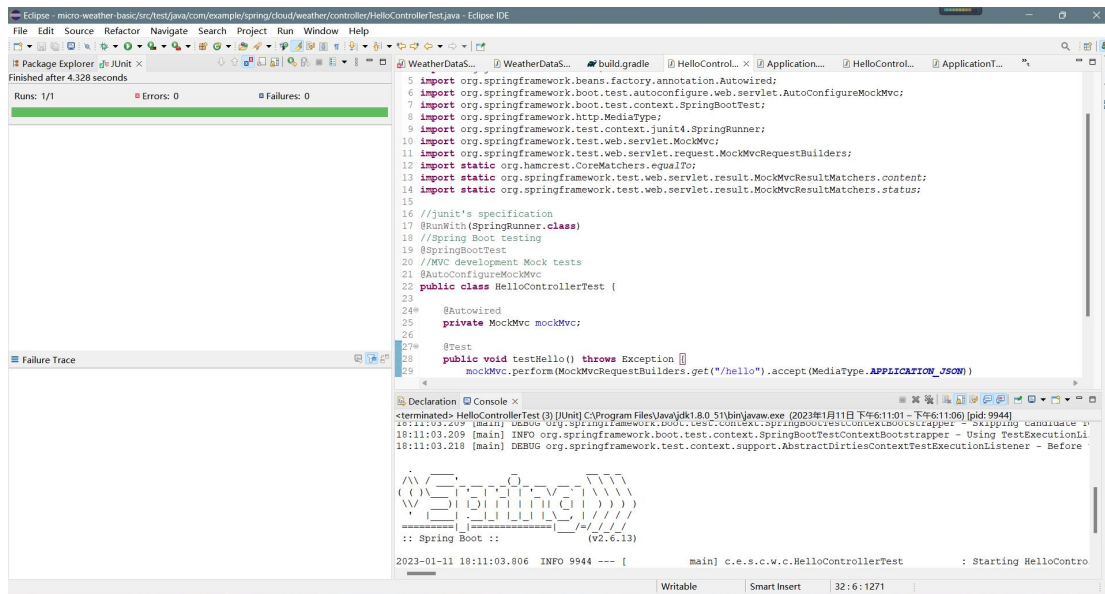 Eclipse - micro-weather-basic/src/test/java/com/example/spring/cloud/weather/controller/HelloControllerTest.java - Eclipse IDE
File Edit Source Refactor Navigate Search Project Run Window Help
Package Explorer JUnit
Finished after 4.328 seconds
Runs: 1/1 Errors: 0 Failures: 0
Failure Trace
WeatherDataS... WeatherDataS... build.gradle HelloControl... Application.... HelloControl... ApplicationT...
5 import org.springframework.beans.factory.annotation.Autowired;
6 import org.springframework.boot.test.autoconfigure.web.servlet.AutoConfigureMockMvc;
7 import org.springframework.boot.test.context.SpringBootTest;
8 import org.springframework.http.MediaType;
9 import org.springframework.test.context.junit4.SpringRunner;
10 import org.springframework.test.web.servlet.MockMvc;
11 import org.springframework.test.web.servlet.request.MockMvcRequestBuilders;
12 import static org.hamcrest.CoreMatchers.equalTo;
13 import static org.springframework.test.web.servlet.result.MockMvcResultMatchers.content;
14 import static org.springframework.test.web.servlet.result.MockMvcResultMatchers.status;
15
16 //junit's specification
17 @RunWith(SpringRunner.class)
18 //Spring Boot testing
19 @SpringBootTest
20 //MVC development Mock tests
21 @AutoConfigureMockMvc
22 public class HelloControllerTest {
23
24 @Autowired
25 private MockMvc mockMvc;
26
27 @Test
28 public void testHello() throws Exception {
29 mockMvc.perform(MockMvcRequestBuilders.get("/hello").accept(MediaType.APPLICATION_JSON))
Declaration Console
<terminated> HelloControllerTest (3) [JUnit] C:\Program Files\Java\jdk1.8.0_51\bin\javaw.exe (2023年1月11日 下午6:11:01 – 下午6:11:06) [pid: 9944]
18:11:03.209 [main] DEBUG org.springframework.boot.test.context.SpringBootTestContextBootstrapper - Skipping candidate
18:11:03.209 [main] INFO org.springframework.boot.test.context.SpringBootTestContextBootstrapper - Using TestExecutionLi
18:11:03.218 [main] DEBUG org.springframework.test.context.support.AbstractDirtiesContextTestExecutionListener - Before
:: Spring Boot :: (v2.6.13)
2023-01-11 18:11:03.806 INFO 9944 --- [ main] c.e.s.c.w.c.HelloControllerTest : Starting HelloContro
Writable Smart Insert 32 : 6 : 1271